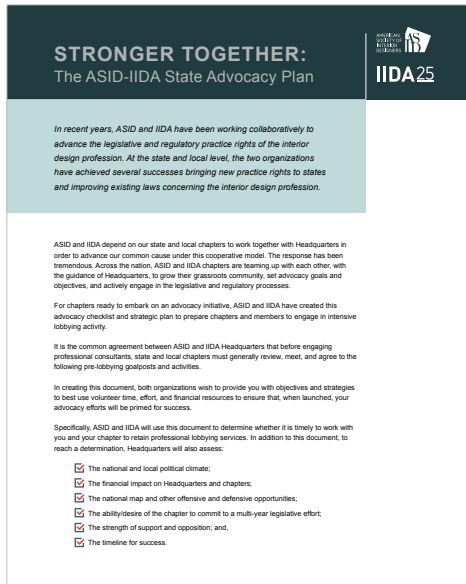 STRONGER TOGETHER:
The ASID-IIDA State Advocacy Plan
AMERICAN
SOCIETY OF
INTERIOR
DESIGNERS
ASID
IIDA25
In recent years, ASID and IIDA have been working collaboratively to
advance the legislative and regulatory practice rights of the interior
design profession. At the state and local level, the two organizations
have achieved several successes bringing new practice rights to states
and improving existing laws concerning the interior design profession.
ASID and IIDA depend on our state and local chapters to work together with Headquarters in
order to advance our common cause under this cooperative model. The response has been
tremendous. Across the nation, ASID and IIDA chapters are teaming up with each other, with
the guidance of Headquarters, to grow their grassroots community, set advocacy goals and
objectives, and actively engage in the legislative and regulatory processes.
For chapters ready to embark on an advocacy initiative, ASID and IIDA have created this
advocacy checklist and strategic plan to prepare chapters and members to engage in intensive
lobbying activity.
It is the common agreement between ASID and IIDA Headquarters that before engaging
professional consultants, state and local chapters must generally review, meet, and agree to the
following pre-lobbying goalposts and activities.
In creating this document, both organizations wish to provide you with objectives and strategies
to best use volunteer time, effort, and financial resources to ensure that, when launched, your
advocacy efforts will be primed for success.
Specifically, ASID and IIDA will use this document to determine whether it is timely to work with
you and your chapter to retain professional lobbying services. In addition to this document, to
reach a determination, Headquarters will also assess:
The national and local political climate;
The financial impact on Headquarters and chapters;
The national map and other offensive and defensive opportunities;
The ability/desire of the chapter to commit to a multi-year legislative effort;
The strength of support and opposition; and,
The timeline for success.